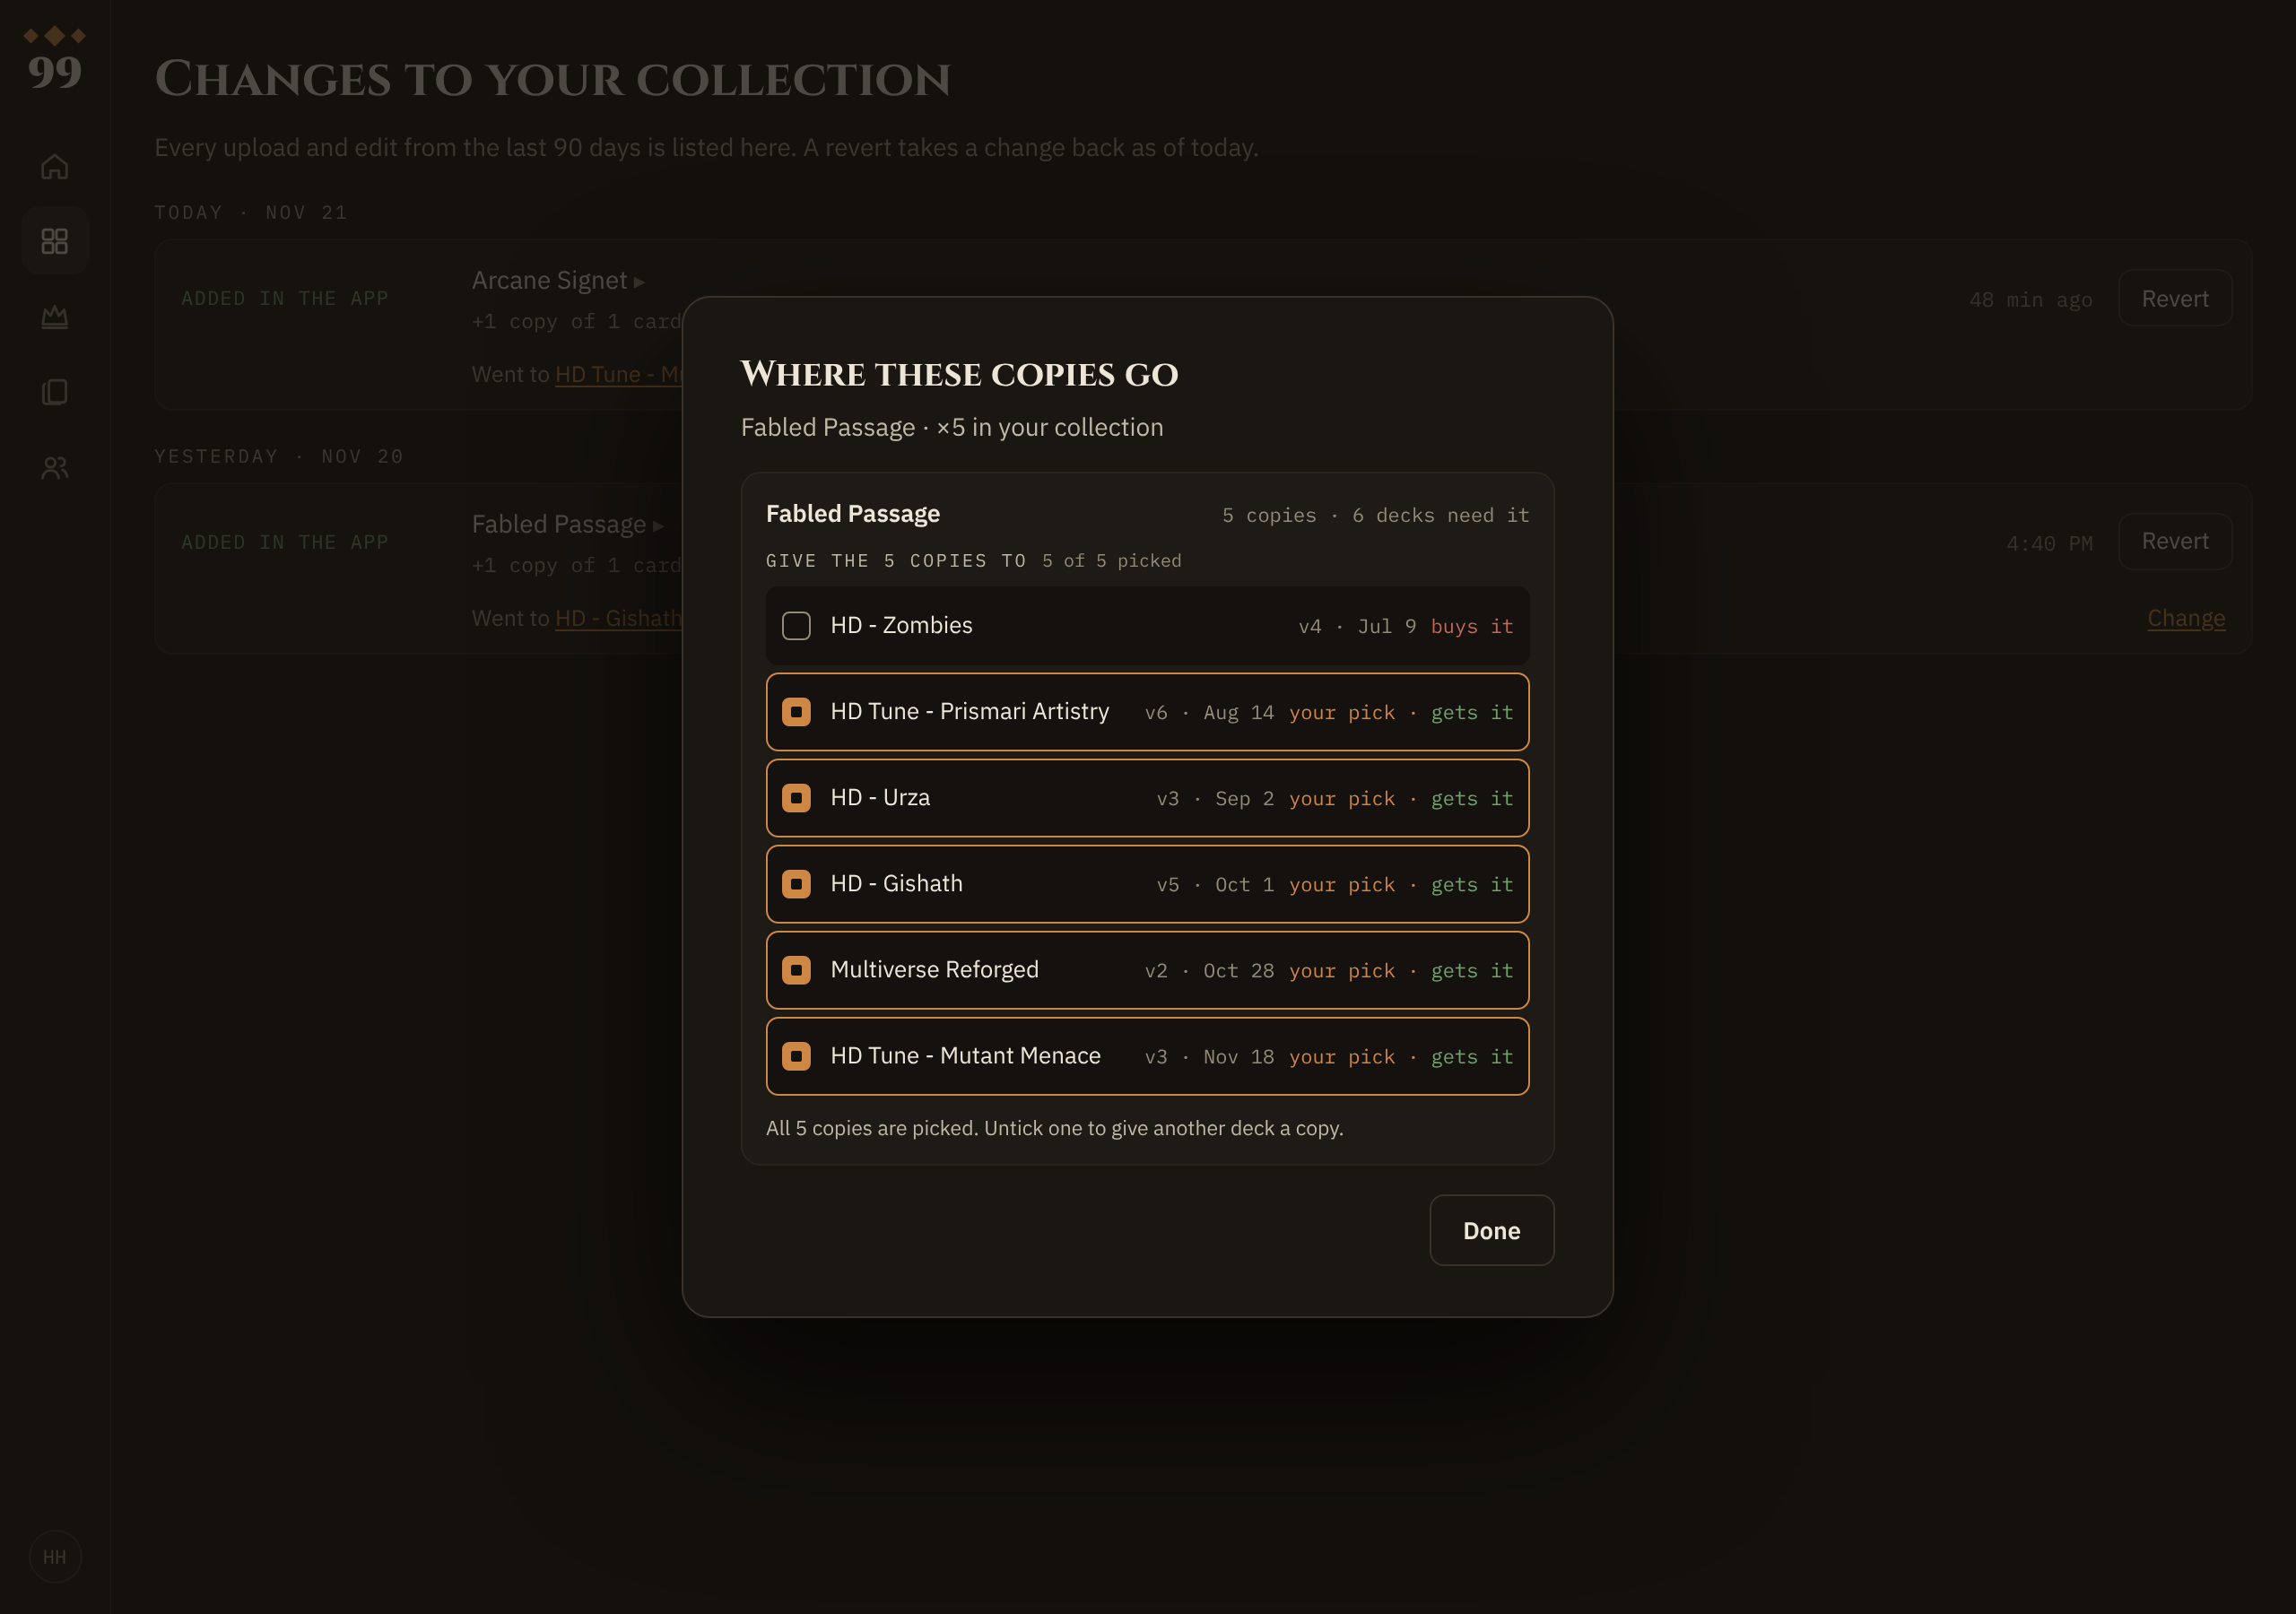 99
Changes to your collection
Every upload and edit from the last 90 days is listed here. A revert takes a change back as of today.
TODAY · NOV 21
ADDED IN THE APP
Arcane Signet ▸
+1 copy of 1 card
Went to HD Tune - M
48 min ago
Revert
YESTERDAY · NOV 20
ADDED IN THE APP
Fabled Passage ▸
+1 copy of 1 card
Went to HD - Gishath
4:40 PM
Revert
Change
Where these copies go
Fabled Passage · ×5 in your collection
Fabled Passage 5 copies · 6 decks need it
GIVE THE 5 COPIES TO 5 of 5 picked
HD - Zombies v4 · Jul 9 buys it
HD Tune - Prismari Artistry v6 · Aug 14 your pick · gets it
HD - Urza v3 · Sep 2 your pick · gets it
HD - Gishath v5 · Oct 1 your pick · gets it
Multiverse Reforged v2 · Oct 28 your pick · gets it
HD Tune - Mutant Menace v3 · Nov 18 your pick · gets it
All 5 copies are picked. Untick one to give another deck a copy.
Done
HH